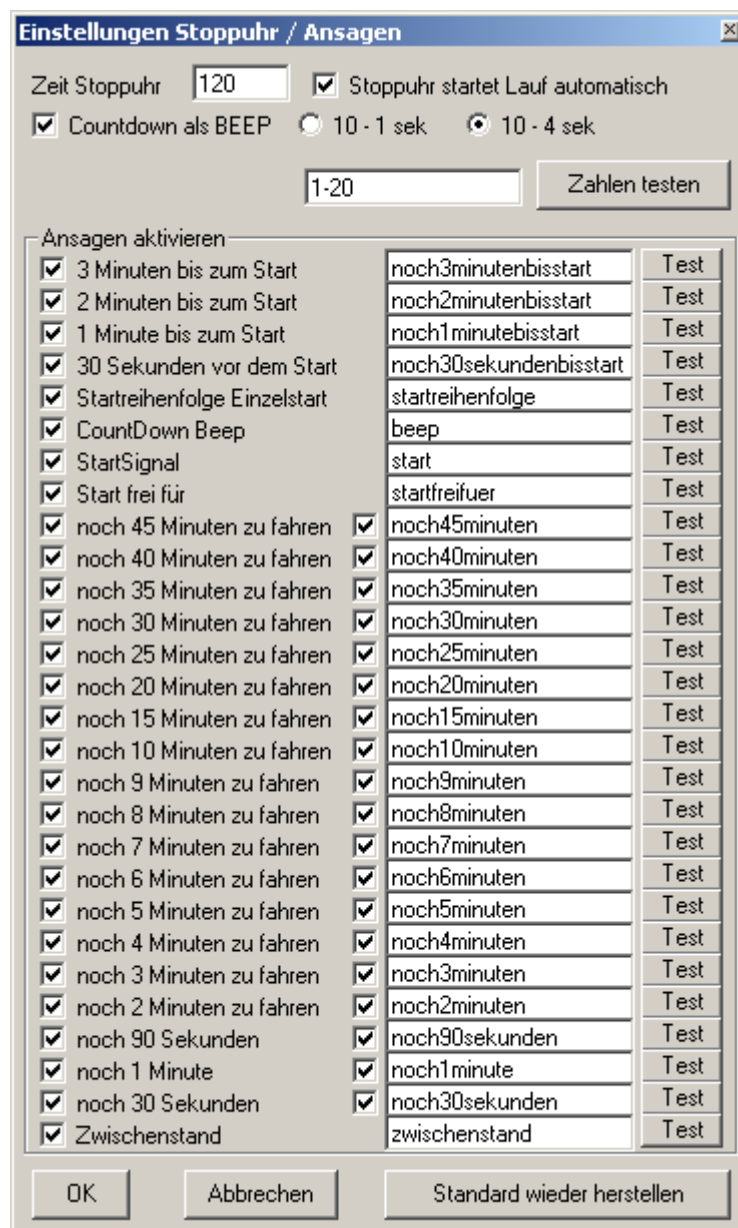 Einstellungen Stoppuhr / Ansagen
Zeit Stoppuhr 120 Stoppuhr startet Lauf automatisch
Countdown als BEEP 10 - 1 sek 10 - 4 sek
1-20 Zahlen testen
Ansagen aktivieren
3 Minuten bis zum Start noch3minutenbisstart Test
2 Minuten bis zum Start noch2minutenbisstart Test
1 Minute bis zum Start noch1minutebisstart Test
30 Sekunden vor dem Start noch30sekundenbisstart Test
Startreihenfolge Einzelstart startreihenfolge Test
CountDown Beep beep Test
StartSignal start Test
Start frei für startfreifuer Test
noch 45 Minuten zu fahren noch45minuten Test
noch 40 Minuten zu fahren noch40minuten Test
noch 35 Minuten zu fahren noch35minuten Test
noch 30 Minuten zu fahren noch30minuten Test
noch 25 Minuten zu fahren noch25minuten Test
noch 20 Minuten zu fahren noch20minuten Test
noch 15 Minuten zu fahren noch15minuten Test
noch 10 Minuten zu fahren noch10minuten Test
noch 9 Minuten zu fahren noch9minuten Test
noch 8 Minuten zu fahren noch8minuten Test
noch 7 Minuten zu fahren noch7minuten Test
noch 6 Minuten zu fahren noch6minuten Test
noch 5 Minuten zu fahren noch5minuten Test
noch 4 Minuten zu fahren noch4minuten Test
noch 3 Minuten zu fahren noch3minuten Test
noch 2 Minuten zu fahren noch2minuten Test
noch 90 Sekunden noch90sekunden Test
noch 1 Minute noch1minute Test
noch 30 Sekunden noch30sekunden Test
Zwischenstand zwischenstand Test
OK Abbrechen Standard wieder herstellen